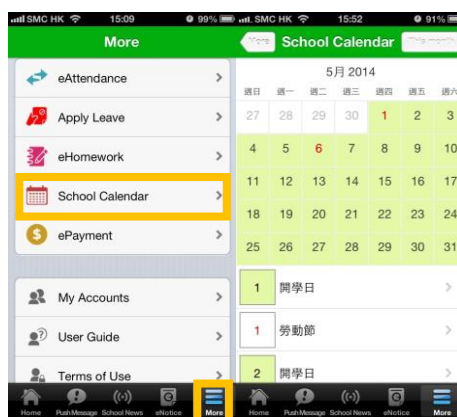 SMC HK 15:09 99%
More
eAttendance
Apply Leave
eHomework
School Calendar
ePayment
My Accounts
User Guide
Terms of Use
Home Push Message School News eNotice More
SMC HK 15:52 91%
More School Calendar This month
5月 2014
週日 週一 週二 週三 週四 週五 週六
27 28 29 30 1 2 3
4 5 6 7 8 9 10
11 12 13 14 15 16 17
18 19 20 21 22 23 24
25 26 27 28 29 30 31
1 開學日
1 勞動節
2 開學日
Home Push Message School News eNotice More